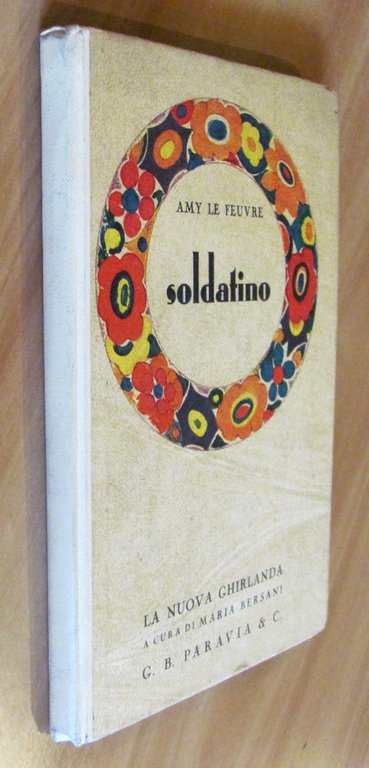 AMY LE FEUVRE
soldatino
LA NUOVA GHIRLANDA
A CURA DI MARIA BERSANI
G. B. PARAVIA & C.